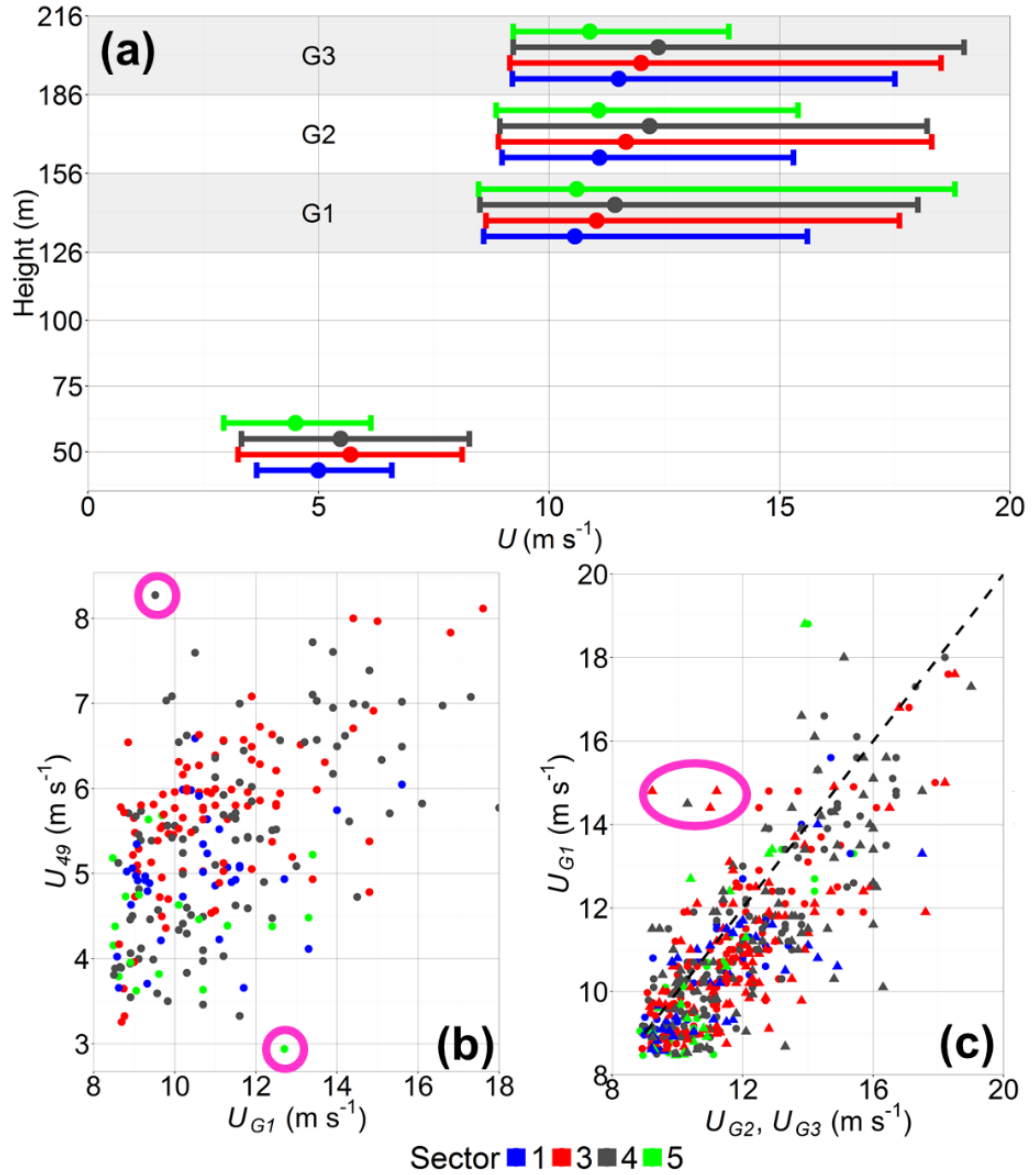 (a)
216
186
156
126
100
75
50
Height (m)
G3
G2
G1
0 5 10 15 20
U (m s⁻¹)
8
7
6
5
4
3
U49 (m s⁻¹)
8 10 12 14 16 18
UG1 (m s⁻¹)
(b)
20
18
16
14
12
10
8
UG1 (m s⁻¹)
8 12 16 20
UG2, UG3 (m s⁻¹)
(c)
Sector 1 3 4 5